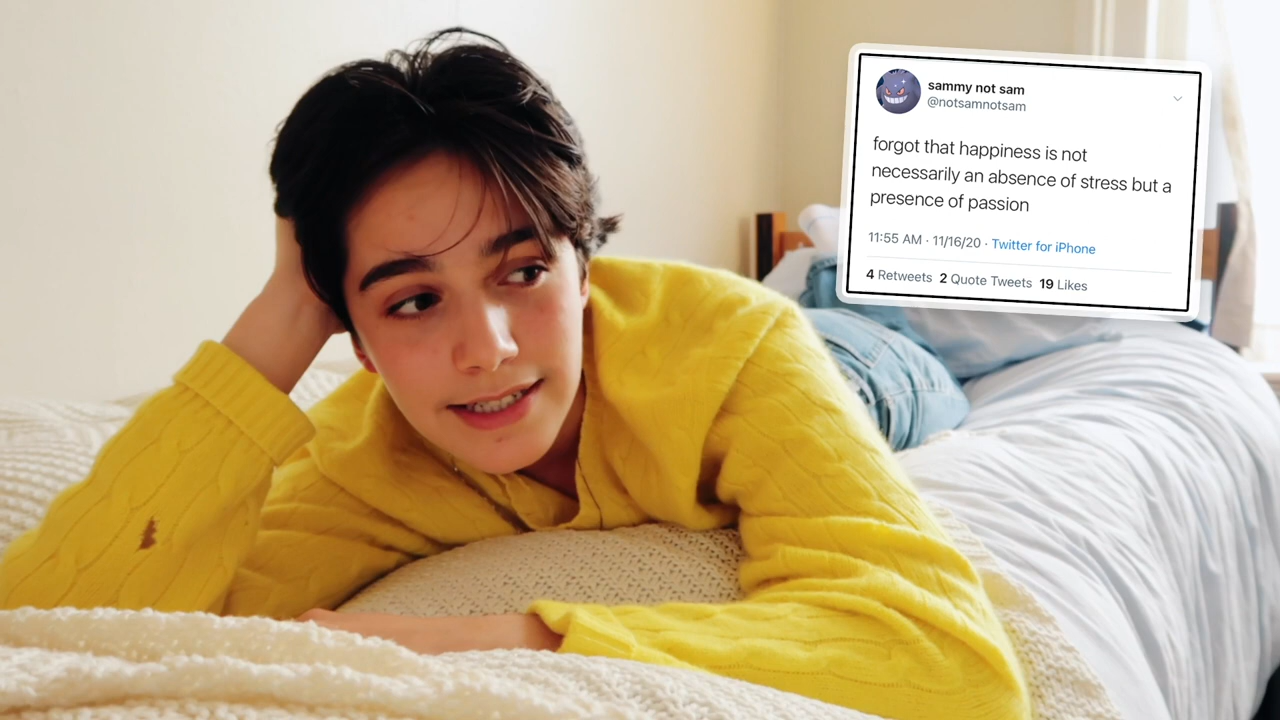 sammy not sam
@notsamnotsam
forgot that happiness is not
necessarily an absence of stress but a
presence of passion
11:55 AM · 11/16/20 · Twitter for iPhone
4 Retweets 2 Quote Tweets 19 Likes